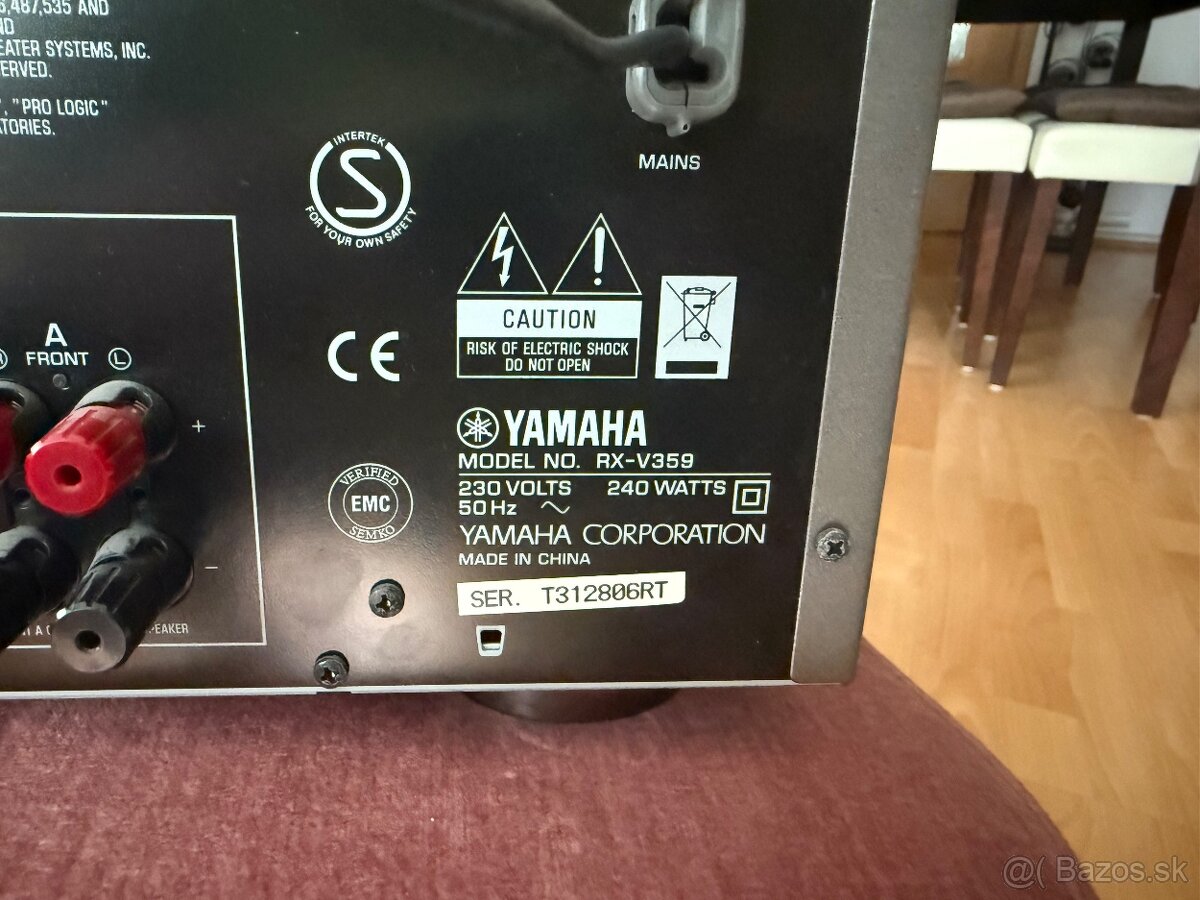 6,487,535 AND
ND
EATER SYSTEMS, INC.
ERVED.
", "PRO LOGIC"
ATORIES.
MAINS
INTERTEK
S
FOR YOUR OWN SAFETY
CAUTION
RISK OF ELECTRIC SHOCK
DO NOT OPEN
CE
A
FRONT
L
+
−
VERIFIED
EMC
SEMKO
YAMAHA
MODEL NO. RX-V359
230 VOLTS 240 WATTS
50 Hz ~
YAMAHA CORPORATION
MADE IN CHINA
SER. T312806RT
EAKER
@( Bazos.sk